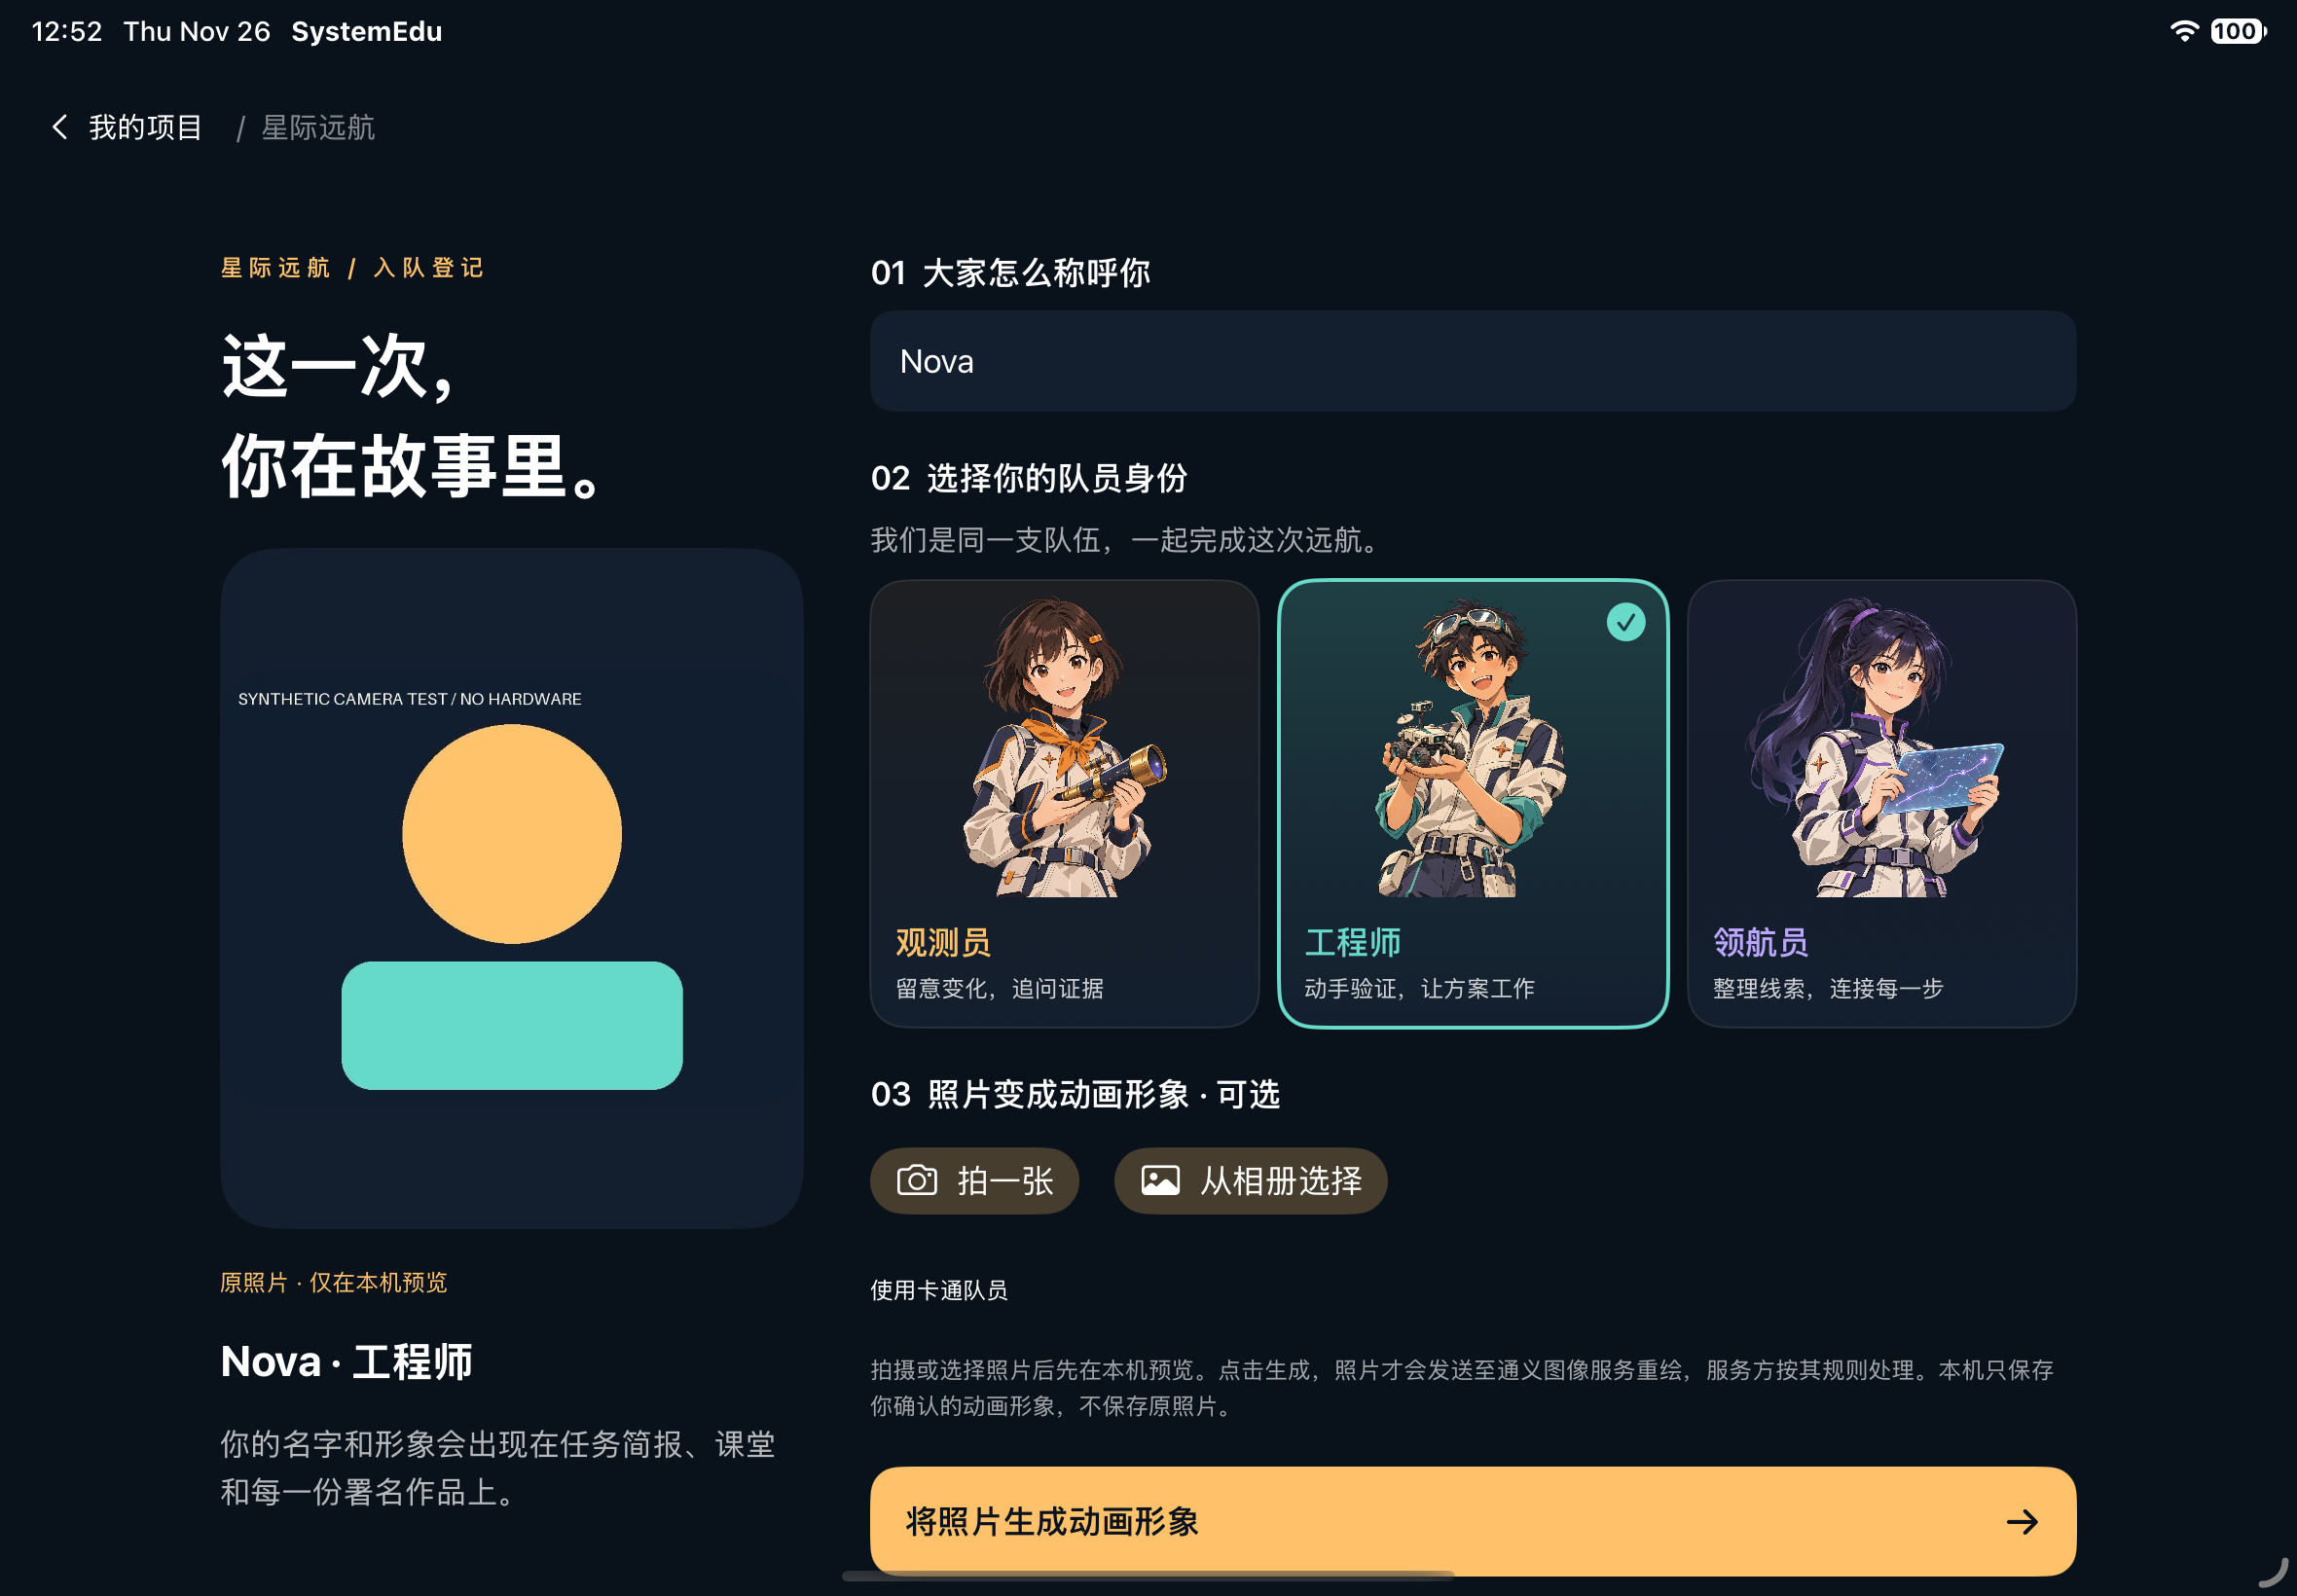 12:52 Thu Nov 26 SystemEdu
100
我的项目 / 星际远航
星际远航 / 入队登记
这一次，
你在故事里。
SYNTHETIC CAMERA TEST / NO HARDWARE
原照片 · 仅在本机预览
Nova · 工程师
你的名字和形象会出现在任务简报、课堂
和每一份署名作品上。
01 大家怎么称呼你
Nova
02 选择你的队员身份
我们是同一支队伍，一起完成这次远航。
观测员
留意变化，追问证据
工程师
动手验证，让方案工作
领航员
整理线索，连接每一步
03 照片变成动画形象 · 可选
拍一张
从相册选择
使用卡通队员
拍摄或选择照片后先在本机预览。点击生成，照片才会发送至通义图像服务重绘，服务方按其规则处理。本机只保存
你确认的动画形象，不保存原照片。
将照片生成动画形象